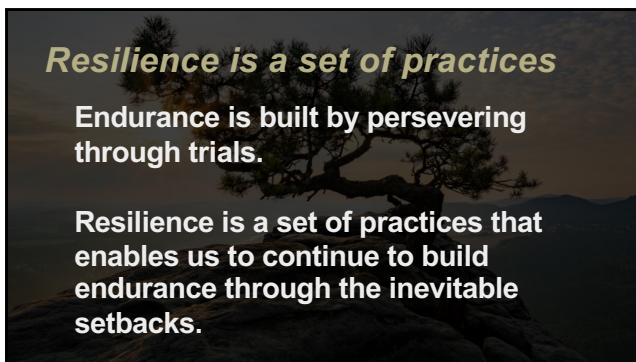 Resilience is a set of practices
Endurance is built by persevering
through trials.
Resilience is a set of practices that
enables us to continue to build
endurance through the inevitable
setbacks.